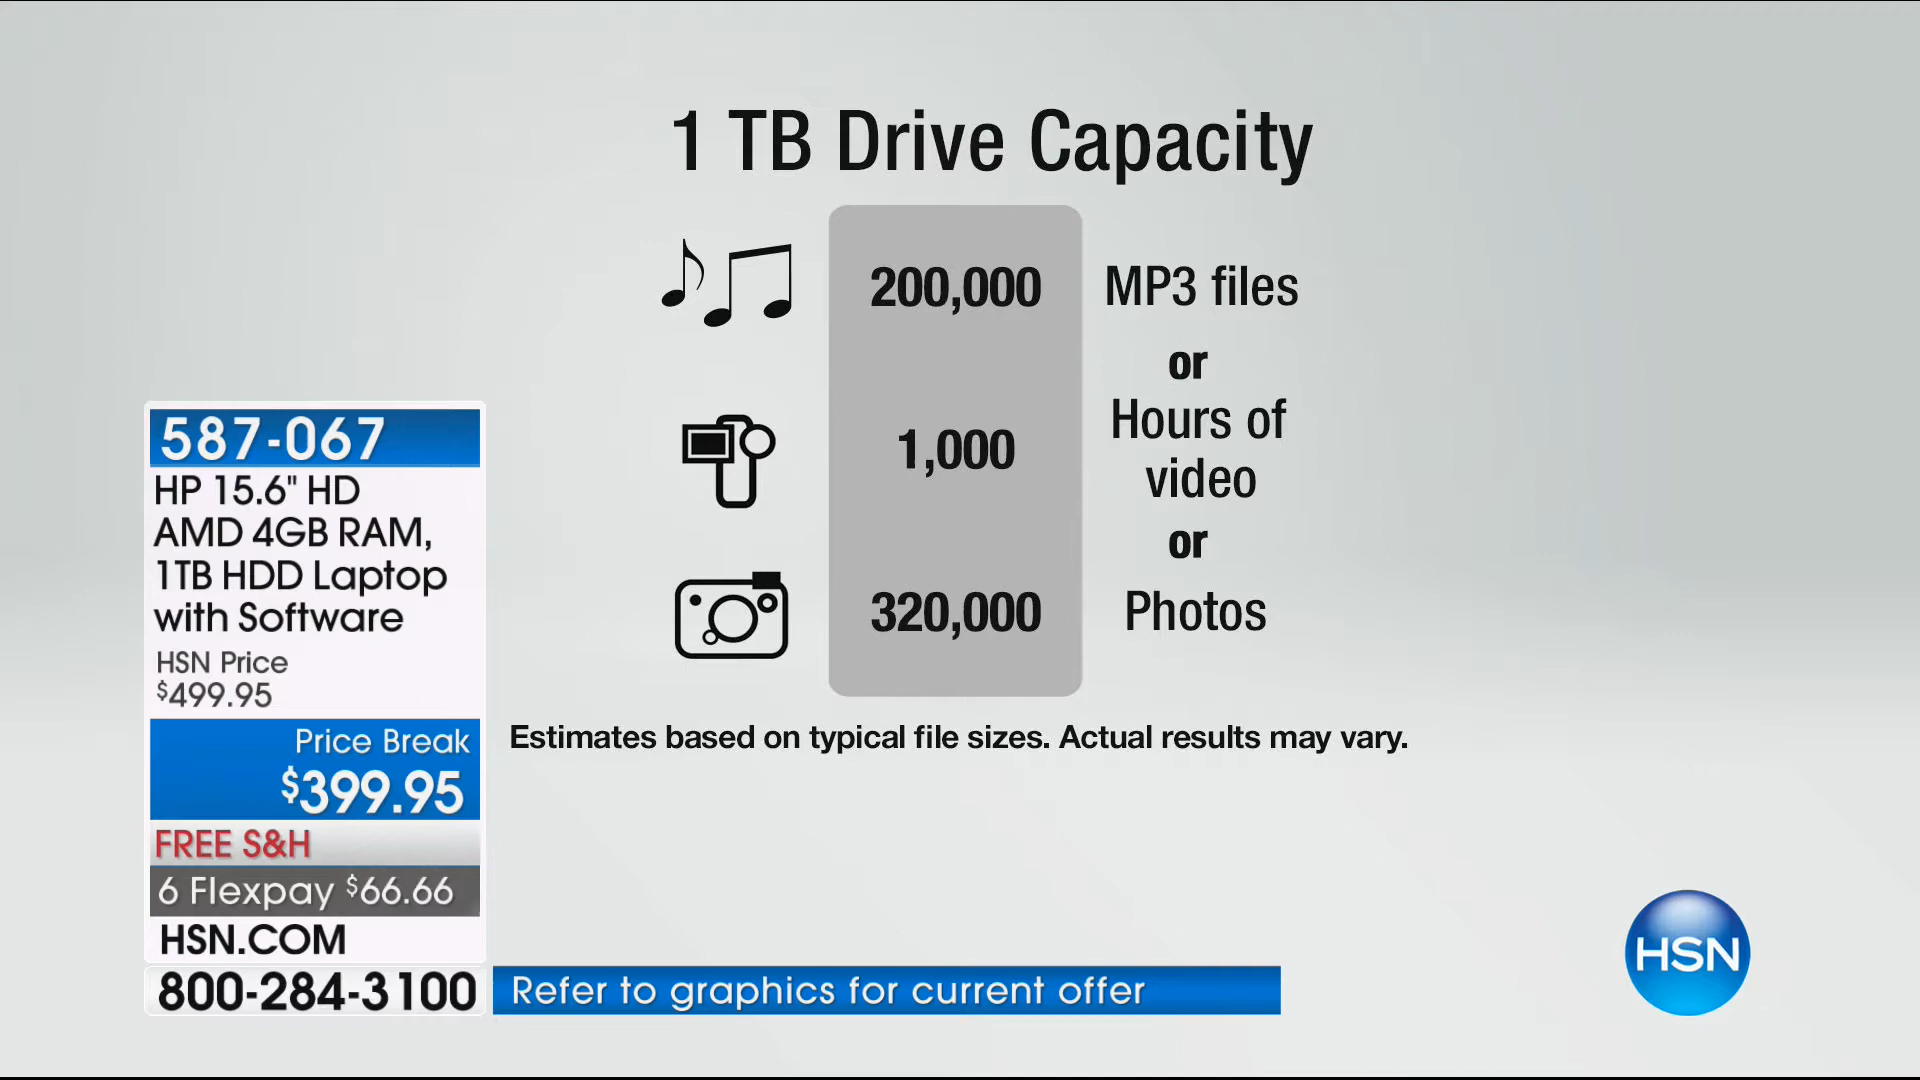 1 TB Drive Capacity
200,000 MP3 files
or
1,000 Hours of
video
or
320,000 Photos
Estimates based on typical file sizes. Actual results may vary.
587-067
HP 15.6" HD
AMD 4GB RAM,
1TB HDD Laptop
with Software
HSN Price
$499.95
Price Break
$399.95
FREE S&H
6 Flexpay $66.66
HSN.COM
800-284-3100
Refer to graphics for current offer
HSN